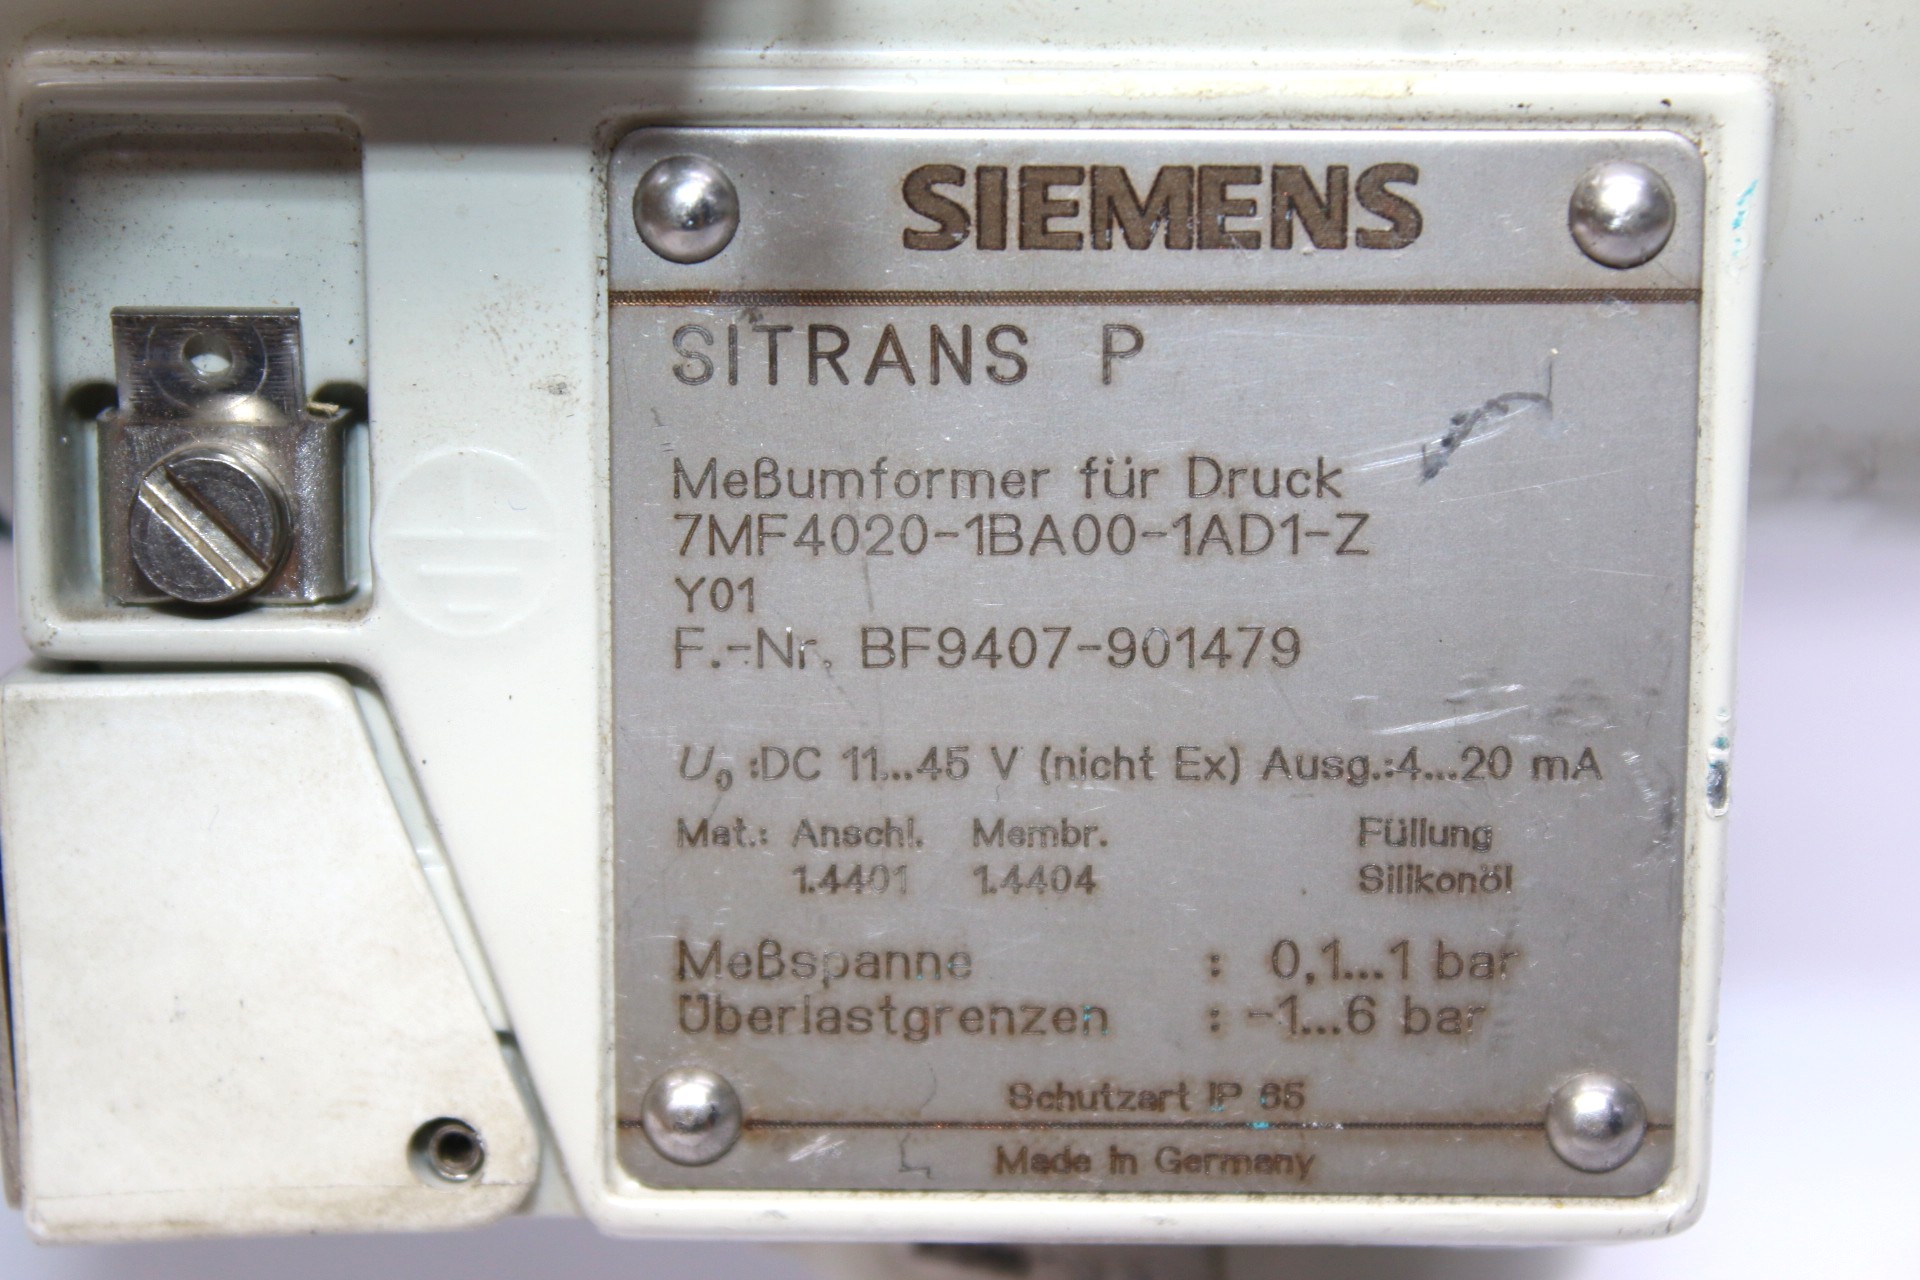 SIEMENS
SITRANS P
Meßumformer für Druck
7MF4020-1BA00-1AD1-Z
Y01
F.-Nr. BF9407-901479
U₀ :DC 11...45 V (nicht Ex) Ausg.:4...20 mA
Mat.: Anschl. Membr. Füllung
1.4401 1.4404 Silikonöl
Meßspanne : 0,1...1 bar
Überlastgrenzen : -1...6 bar
Schutzart IP 65
Made in Germany